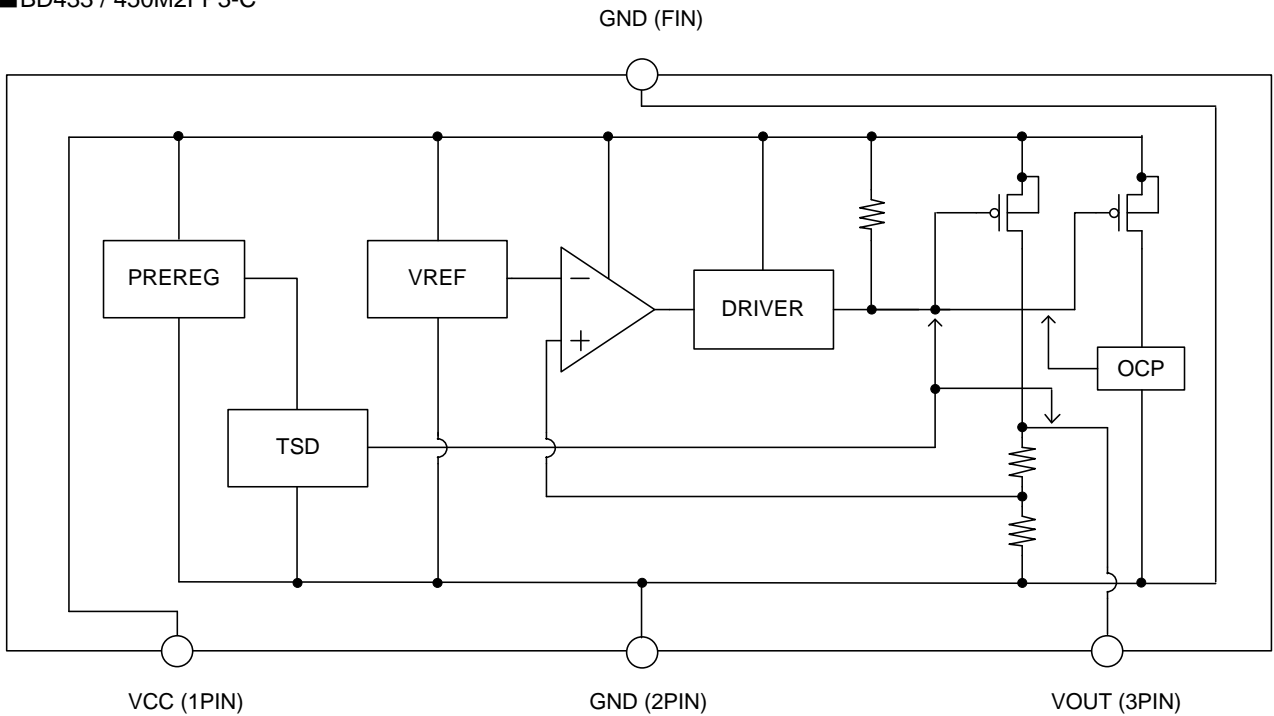 GND (FIN)
PREREG
VREF
−
+
DRIVER
OCP
TSD
VCC (1PIN)
GND (2PIN)
VOUT (3PIN)